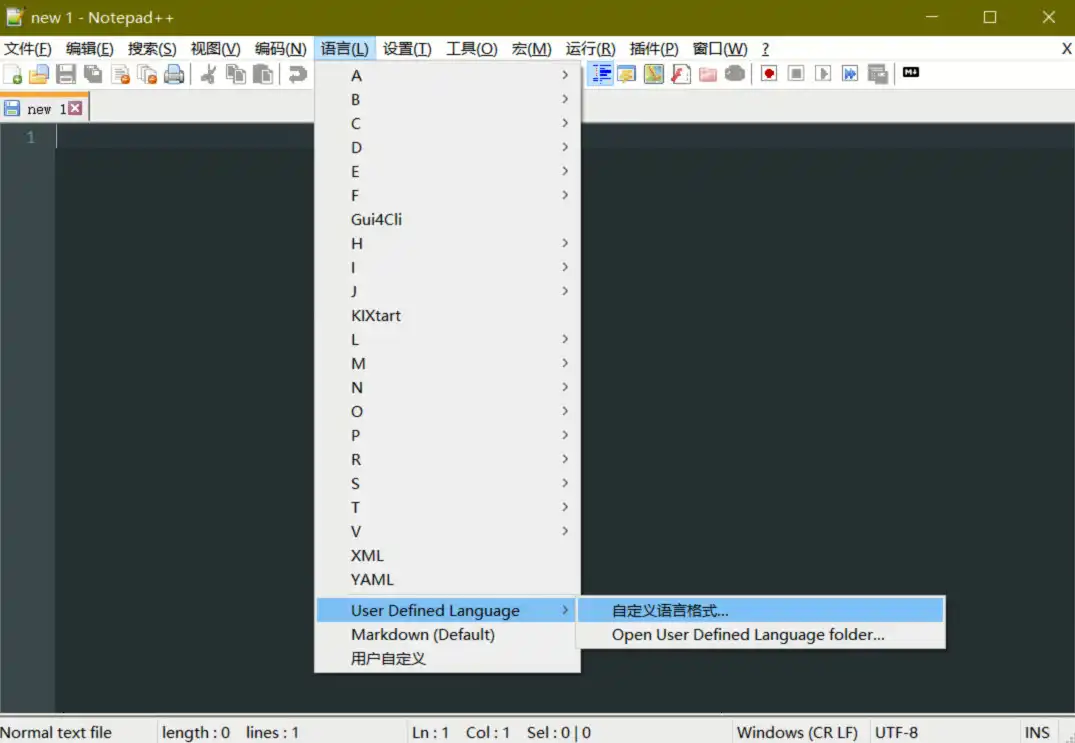 new 1 - Notepad++
文件(F) 编辑(E) 搜索(S) 视图(V) 编码(N) 语言(L) 设置(T) 工具(O) 宏(M) 运行(R) 插件(P) 窗口(W) ? X
M↓
new 1
1
A
B
C
D
E
F
Gui4Cli
H
I
J
KIXtart
L
M
N
O
P
R
S
T
V
XML
YAML
User Defined Language
自定义语言格式...
Markdown (Default)
Open User Defined Language folder...
用户自定义
Normal text file length : 0 lines : 1 Ln : 1 Col : 1 Sel : 0 | 0 Windows (CR LF) UTF-8 INS